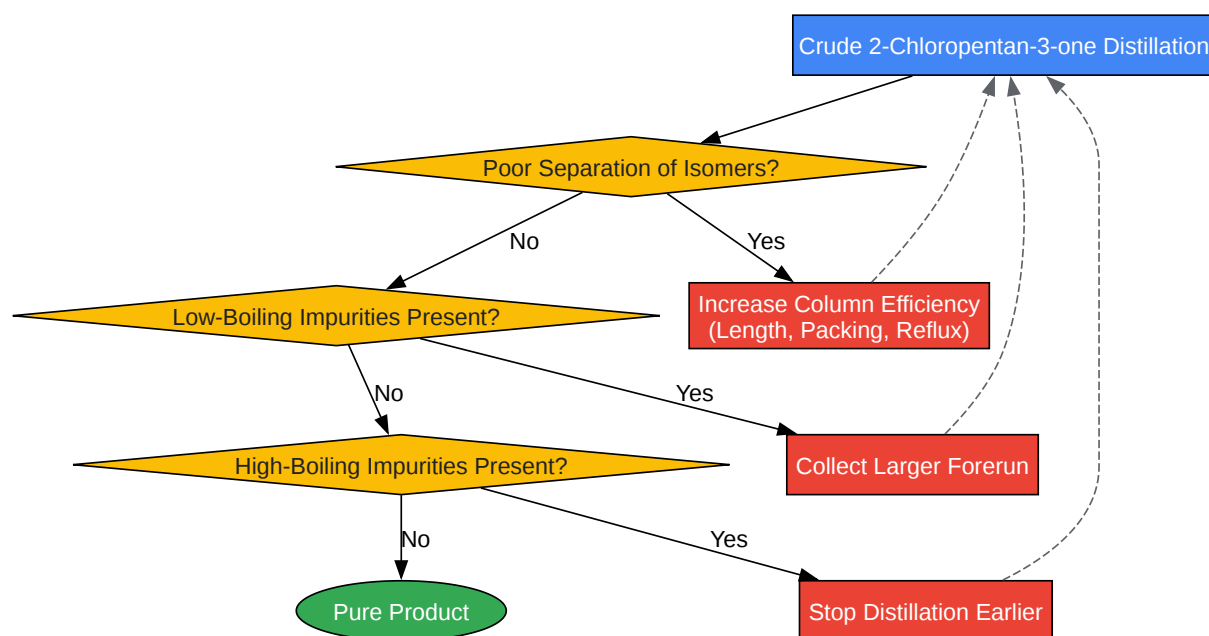 Crude 2-Chloropentan-3-one Distillation
Poor Separation of Isomers?
No
Yes
Increase Column Efficiency
(Length, Packing, Reflux)
Low-Boiling Impurities Present?
No
Yes
Collect Larger Forerun
High-Boiling Impurities Present?
No
Yes
Pure Product
Stop Distillation Earlier